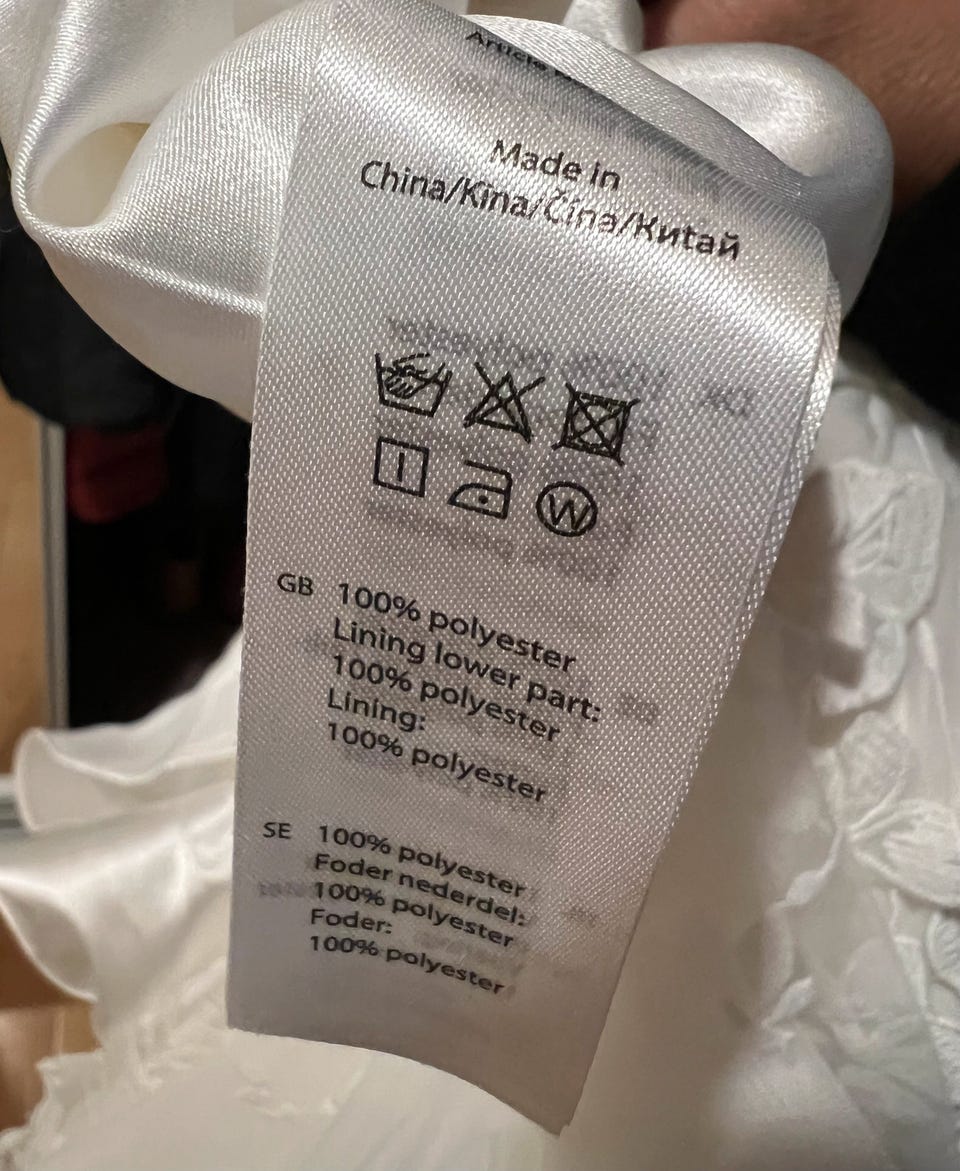 Article
Made in
China/Kina/Čína/Китай
W
GB 100% polyester
Lining lower part:
100% polyester
Lining:
100% polyester
SE 100% polyester
Foder nederdel:
100% polyester
Foder:
100% polyester